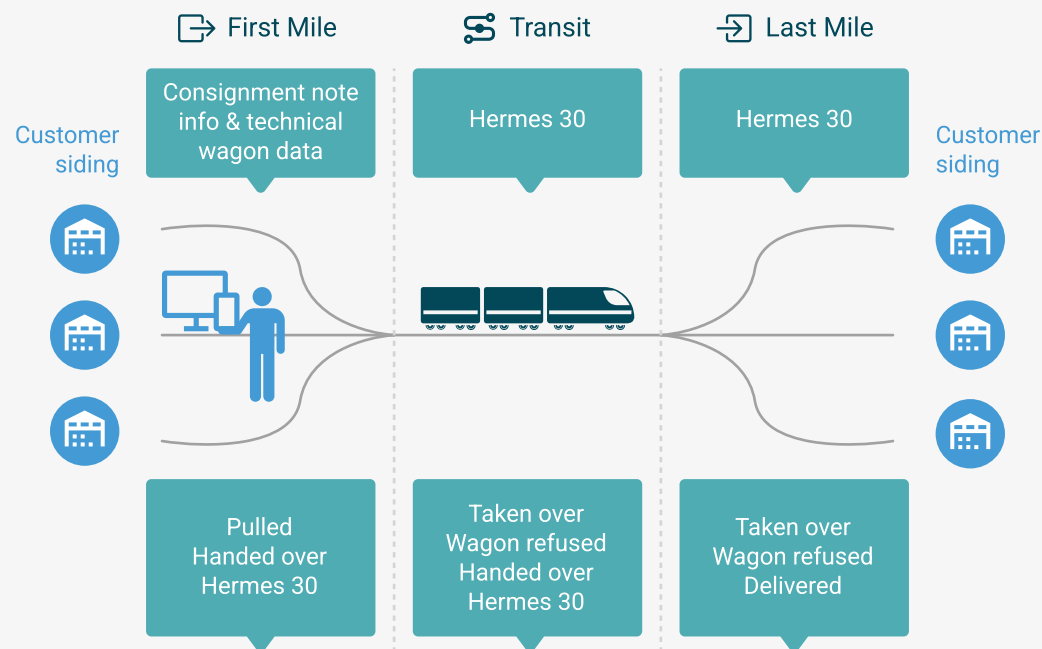 First Mile
Transit
Last Mile
Customer
siding
Consignment note
info & technical
wagon data
Hermes 30
Hermes 30
Customer
siding
Pulled
Handed over
Hermes 30
Taken over
Wagon refused
Handed over
Hermes 30
Taken over
Wagon refused
Delivered